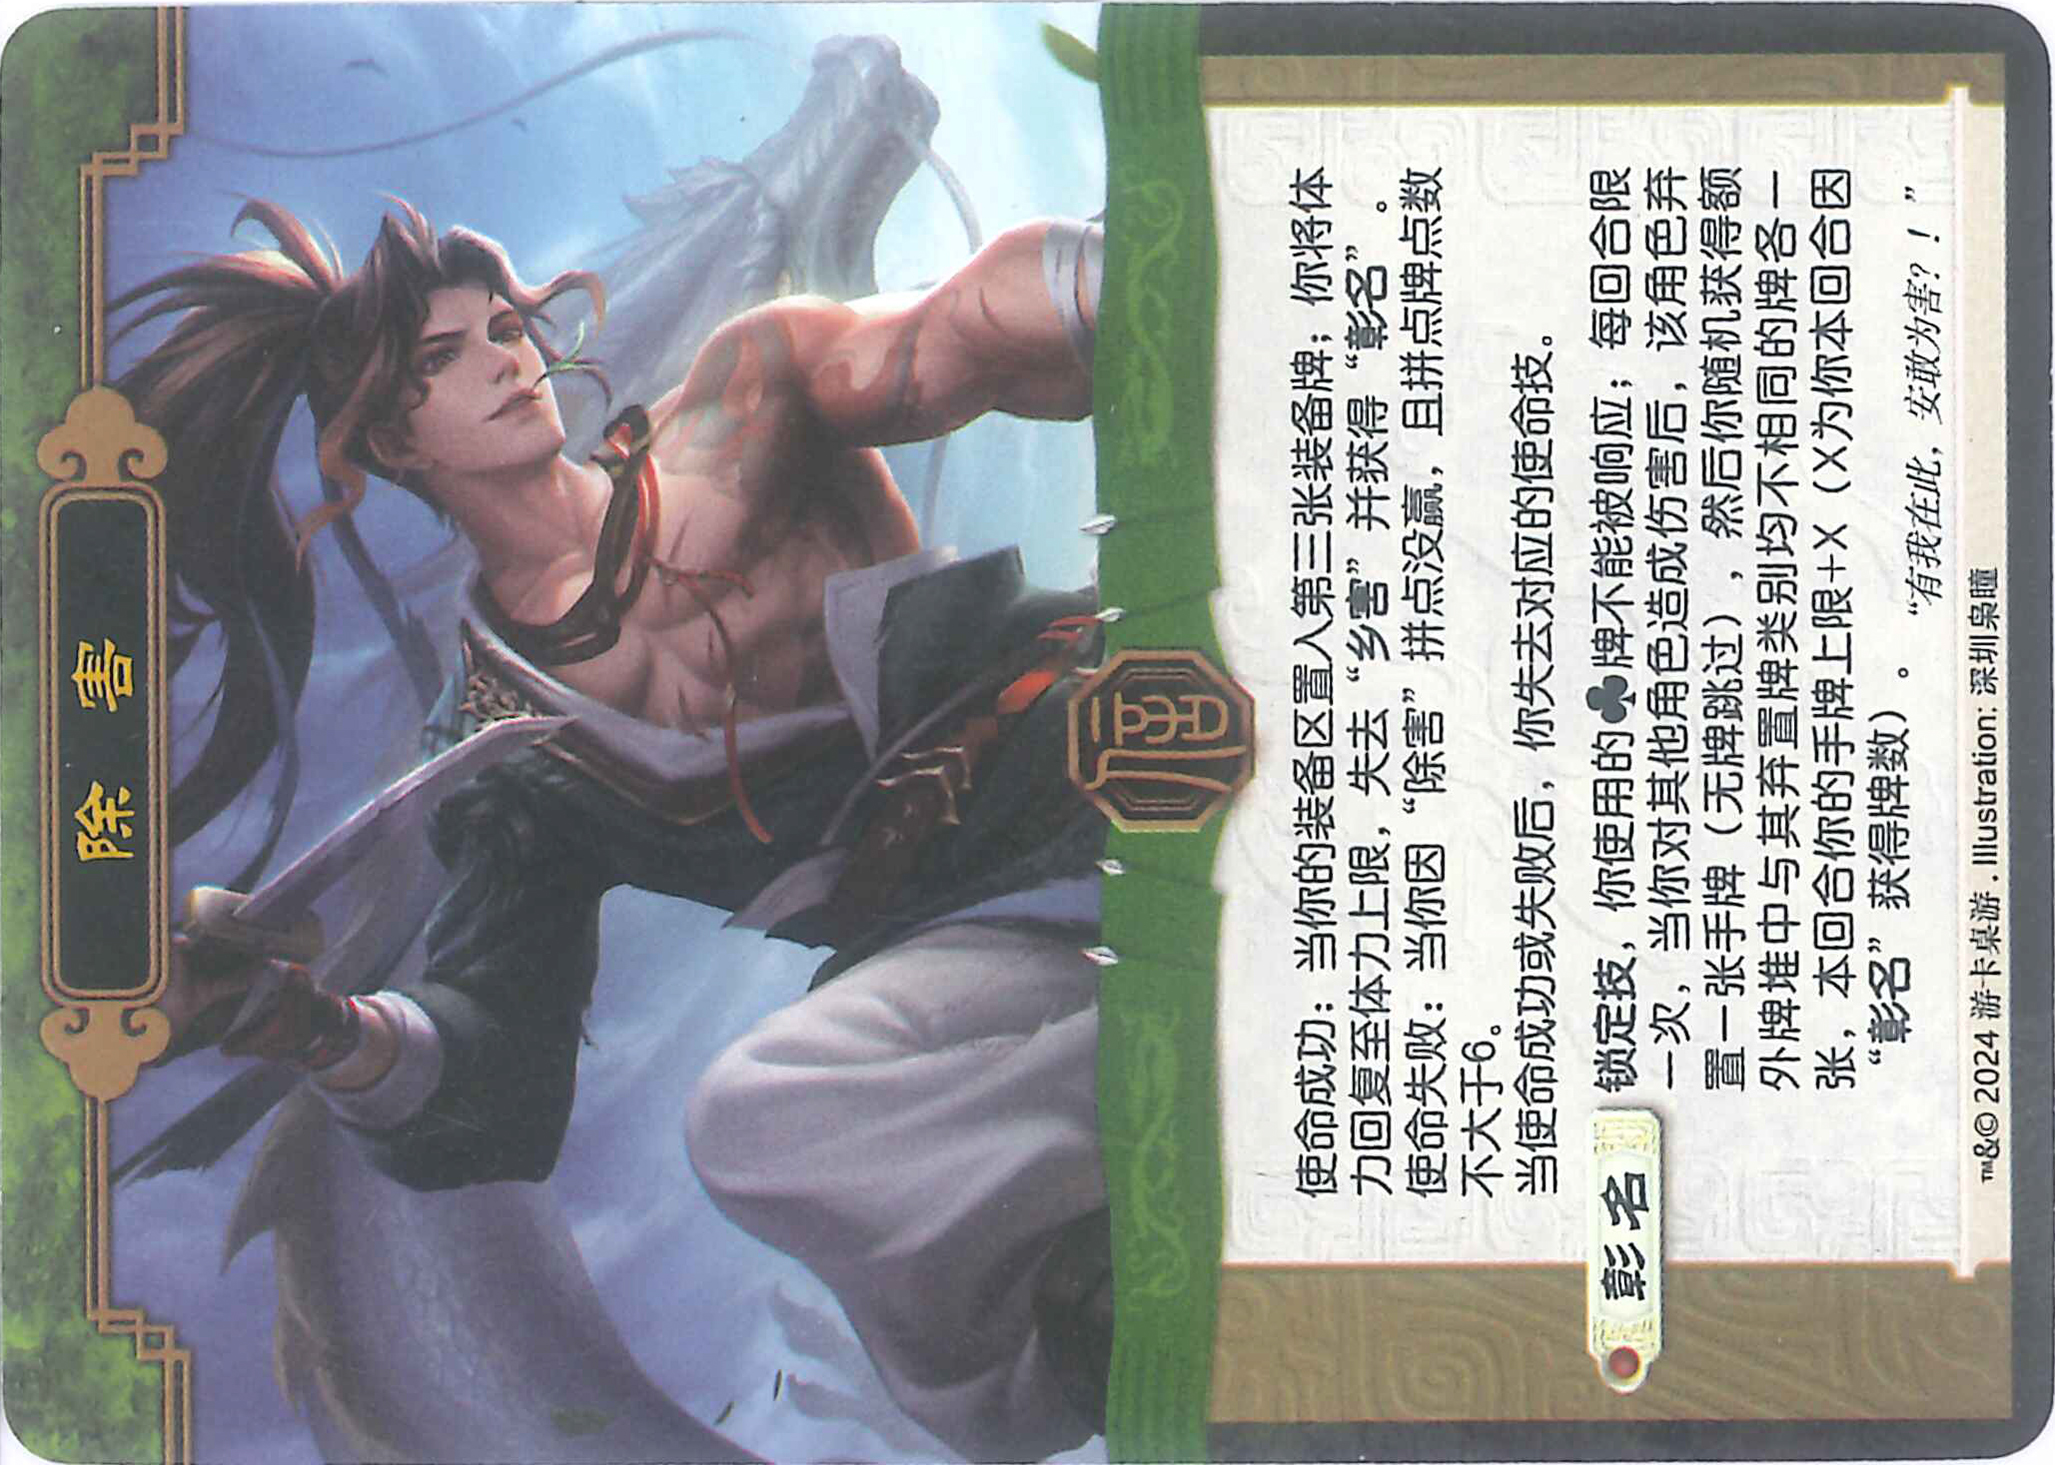 除 害
信
使命成功：当你的装备区置入第三张装备牌；你将体
力回复至体力上限，失去“乡害”并获得“彰名”。
使命失败：当你因“除害”拼点没赢，且拼点牌点数
不大于6。
当使命成功或失败后，你失去对应的使命技。
彰名
锁定技，你使用的♣牌不能被响应；每回合限
一次，当你对其他角色造成伤害后，该角色弃
置一张手牌（无牌跳过），然后你随机获得额
外牌堆中与其弃置牌类别均不相同的牌各一
张，本回合你的手牌上限+X（X为你本回合因
“彰名”获得牌数）。
“有我在此，安敢为害？！”
™&© 2024 游卡桌游 . Illustration: 深圳枭瞳